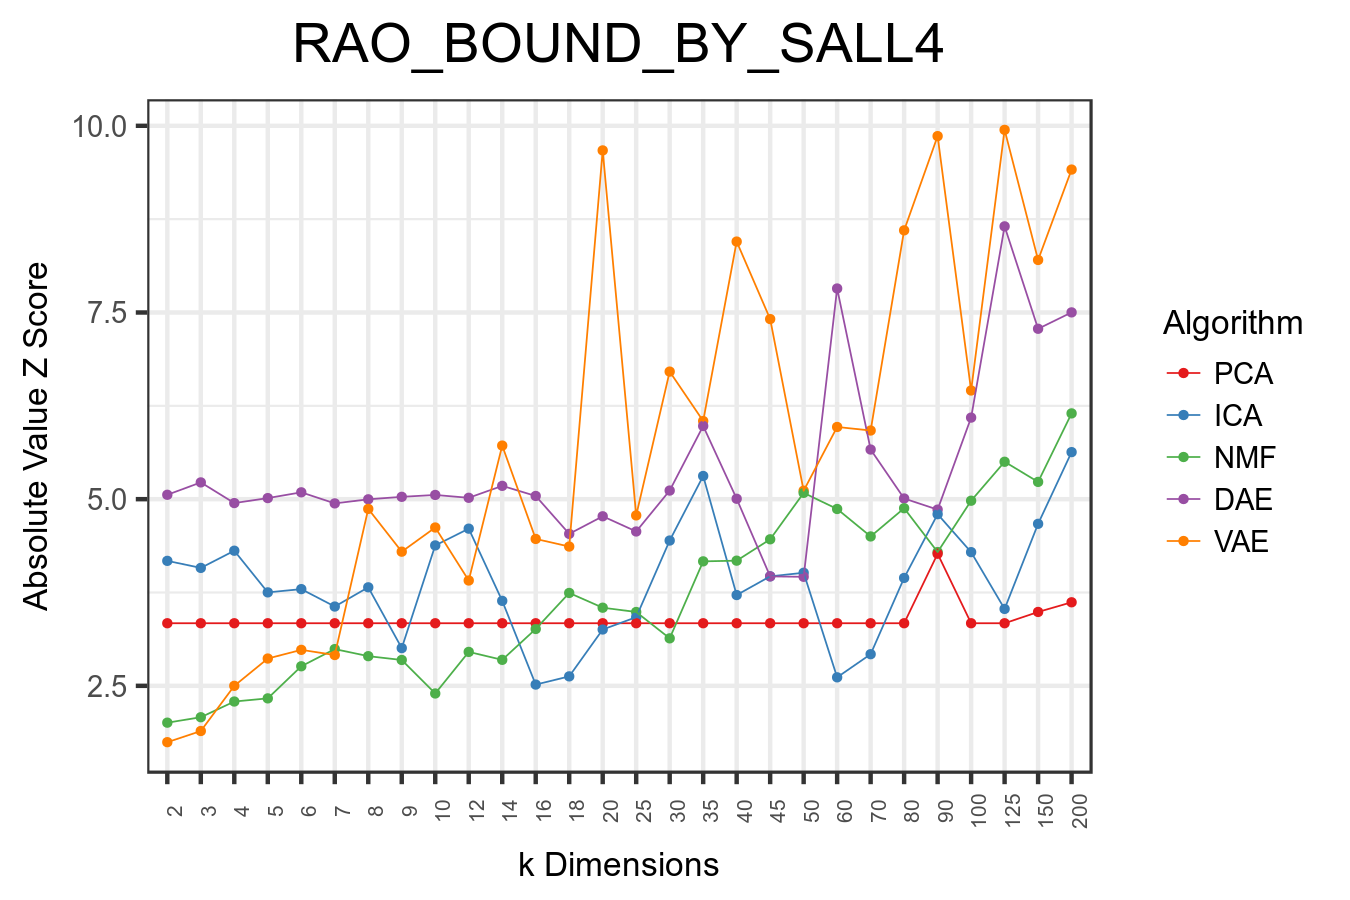 RAO_BOUND_BY_SALL4
10.0
7.5
5.0
2.5
Absolute Value Z Score
2 3 4 5 6 7 8 9 10 12 14 16 18 20 25 30 35 40 45 50 60 70 80 90 100 125 150 200
k Dimensions
Algorithm
PCA
ICA
NMF
DAE
VAE